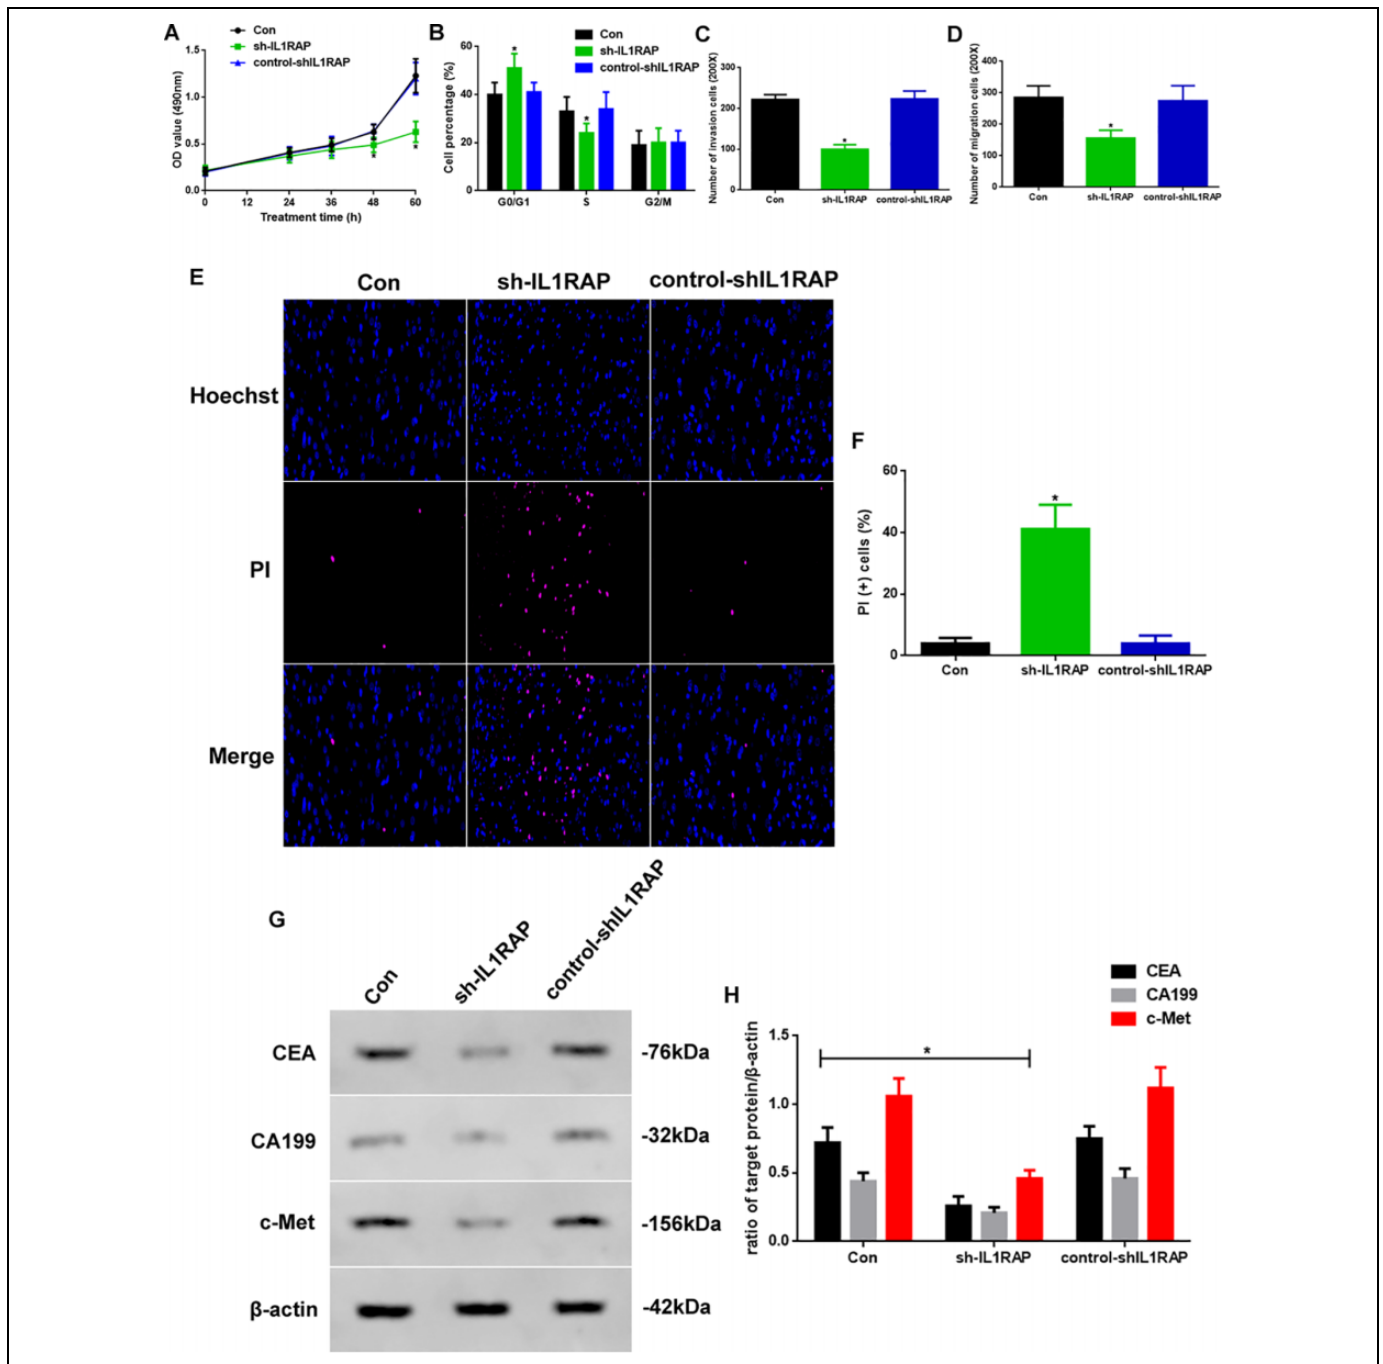 A
Con
sh-IL1RAP
control-shIL1RAP
OD value (490nm)
1.5
1.0
0.5
0.0
0 12 24 36 48 60
* *
Treatment time (h)
B
Con
sh-IL1RAP
control-shIL1RAP
Cell percentage (%)
60
40
20
0
* *
G0/G1 S G2/M
C
Number of invasion cells (200X)
300
200
100
0
*
Con sh-IL1RAP control-shIL1RAP
D
Number of migration cells (200X)
400
300
200
100
0
*
Con sh-IL1RAP control-shIL1RAP
E
Con sh-IL1RAP control-shIL1RAP
Hoechst
PI
Merge
F
PI (+) cells (%)
60
40
20
0
*
Con sh-IL1RAP control-shIL1RAP
G
Con sh-IL1RAP control-shIL1RAP
CEA -76kDa
CA199 -32kDa
c-Met -156kDa
β-actin -42kDa
H
CEA
CA199
c-Met
ratio of target protein/β-actin
1.5
1.0
0.5
0.0
*
Con sh-IL1RAP control-shIL1RAP